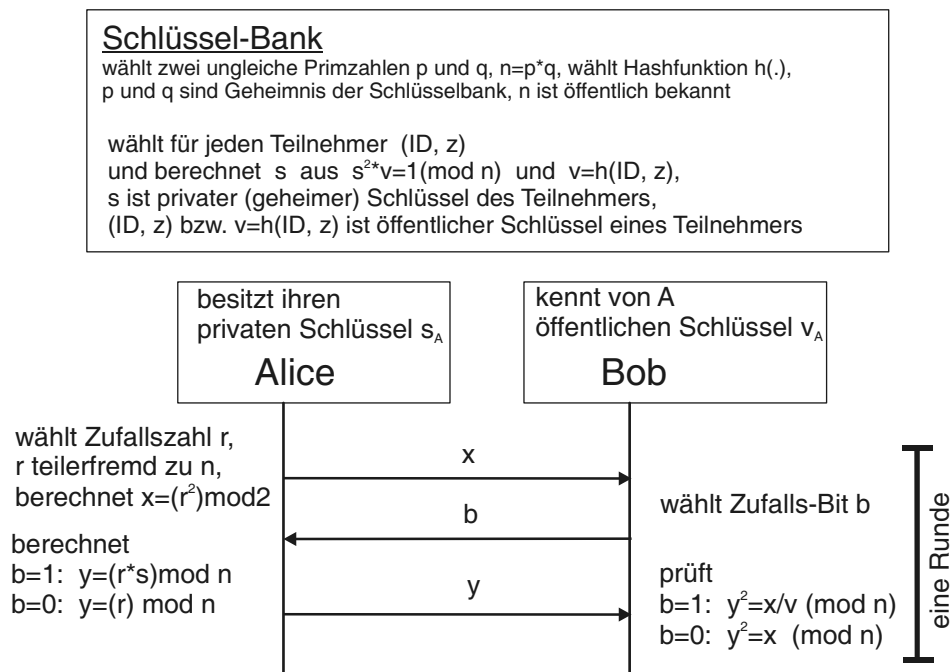 Schlüssel-Bank
wählt zwei ungleiche Primzahlen p und q, n=p*q, wählt Hashfunktion h(.),
p und q sind Geheimnis der Schlüsselbank, n ist öffentlich bekannt
wählt für jeden Teilnehmer (ID, z)
und berechnet s aus s²*v=1(mod n) und v=h(ID, z),
s ist privater (geheimer) Schlüssel des Teilnehmers,
(ID, z) bzw. v=h(ID, z) ist öffentlicher Schlüssel eines Teilnehmers
besitzt ihren
privaten Schlüssel s_A
Alice
kennt von A
öffentlichen Schlüssel v_A
Bob
wählt Zufallszahl r,
r teilerfremd zu n,
berechnet x=(r²)mod2
x
b
wählt Zufalls-Bit b
berechnet
b=1: y=(r*s)mod n
b=0: y=(r) mod n
y
prüft
b=1: y²=x/v (mod n)
b=0: y²=x (mod n)
eine Runde